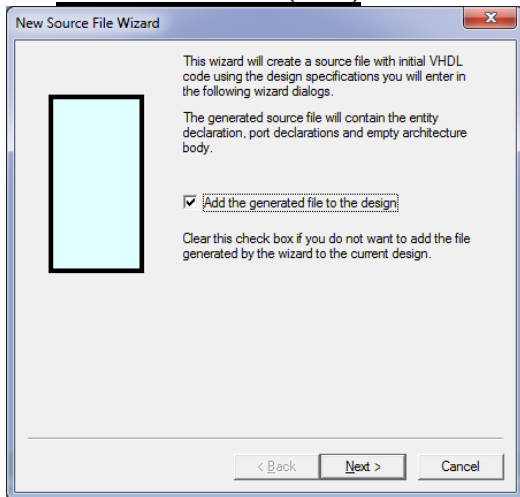 New Source File Wizard
This wizard will create a source file with initial VHDL
code using the design specifications you will enter in
the following wizard dialogs.
The generated source file will contain the entity
declaration, port declarations and empty architecture
body.
Add the generated file to the design
Clear this check box if you do not want to add the file
generated by the wizard to the current design.
< Back
Next >
Cancel